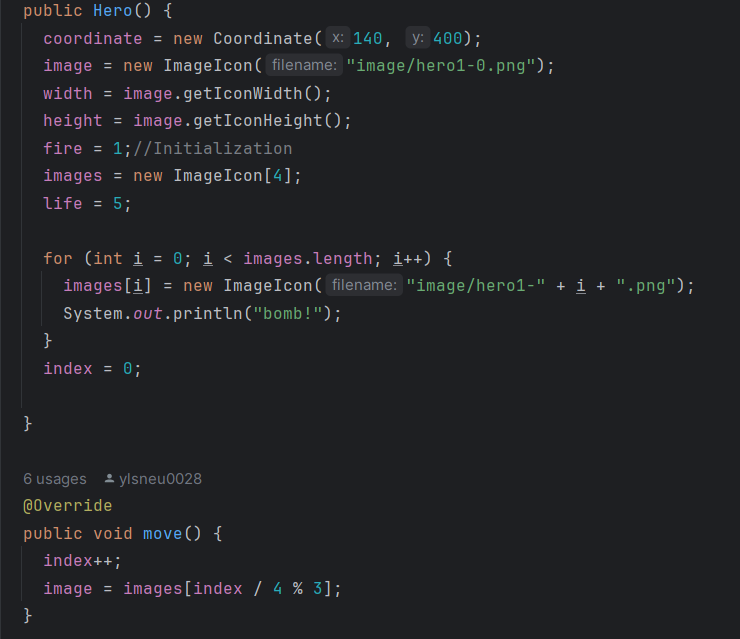 public Hero() {
coordinate = new Coordinate( x: 140, y: 400);
image = new ImageIcon( filename: "image/hero1-0.png");
width = image.getIconWidth();
height = image.getIconHeight();
fire = 1;//Initialization
images = new ImageIcon[4];
life = 5;
for (int i = 0; i < images.length; i++) {
images[i] = new ImageIcon( filename: "image/hero1-" + i + ".png");
System.out.println("bomb!");
}
index = 0;
}
6 usages ylsneu0028
@Override
public void move() {
index++;
image = images[index / 4 % 3];
}